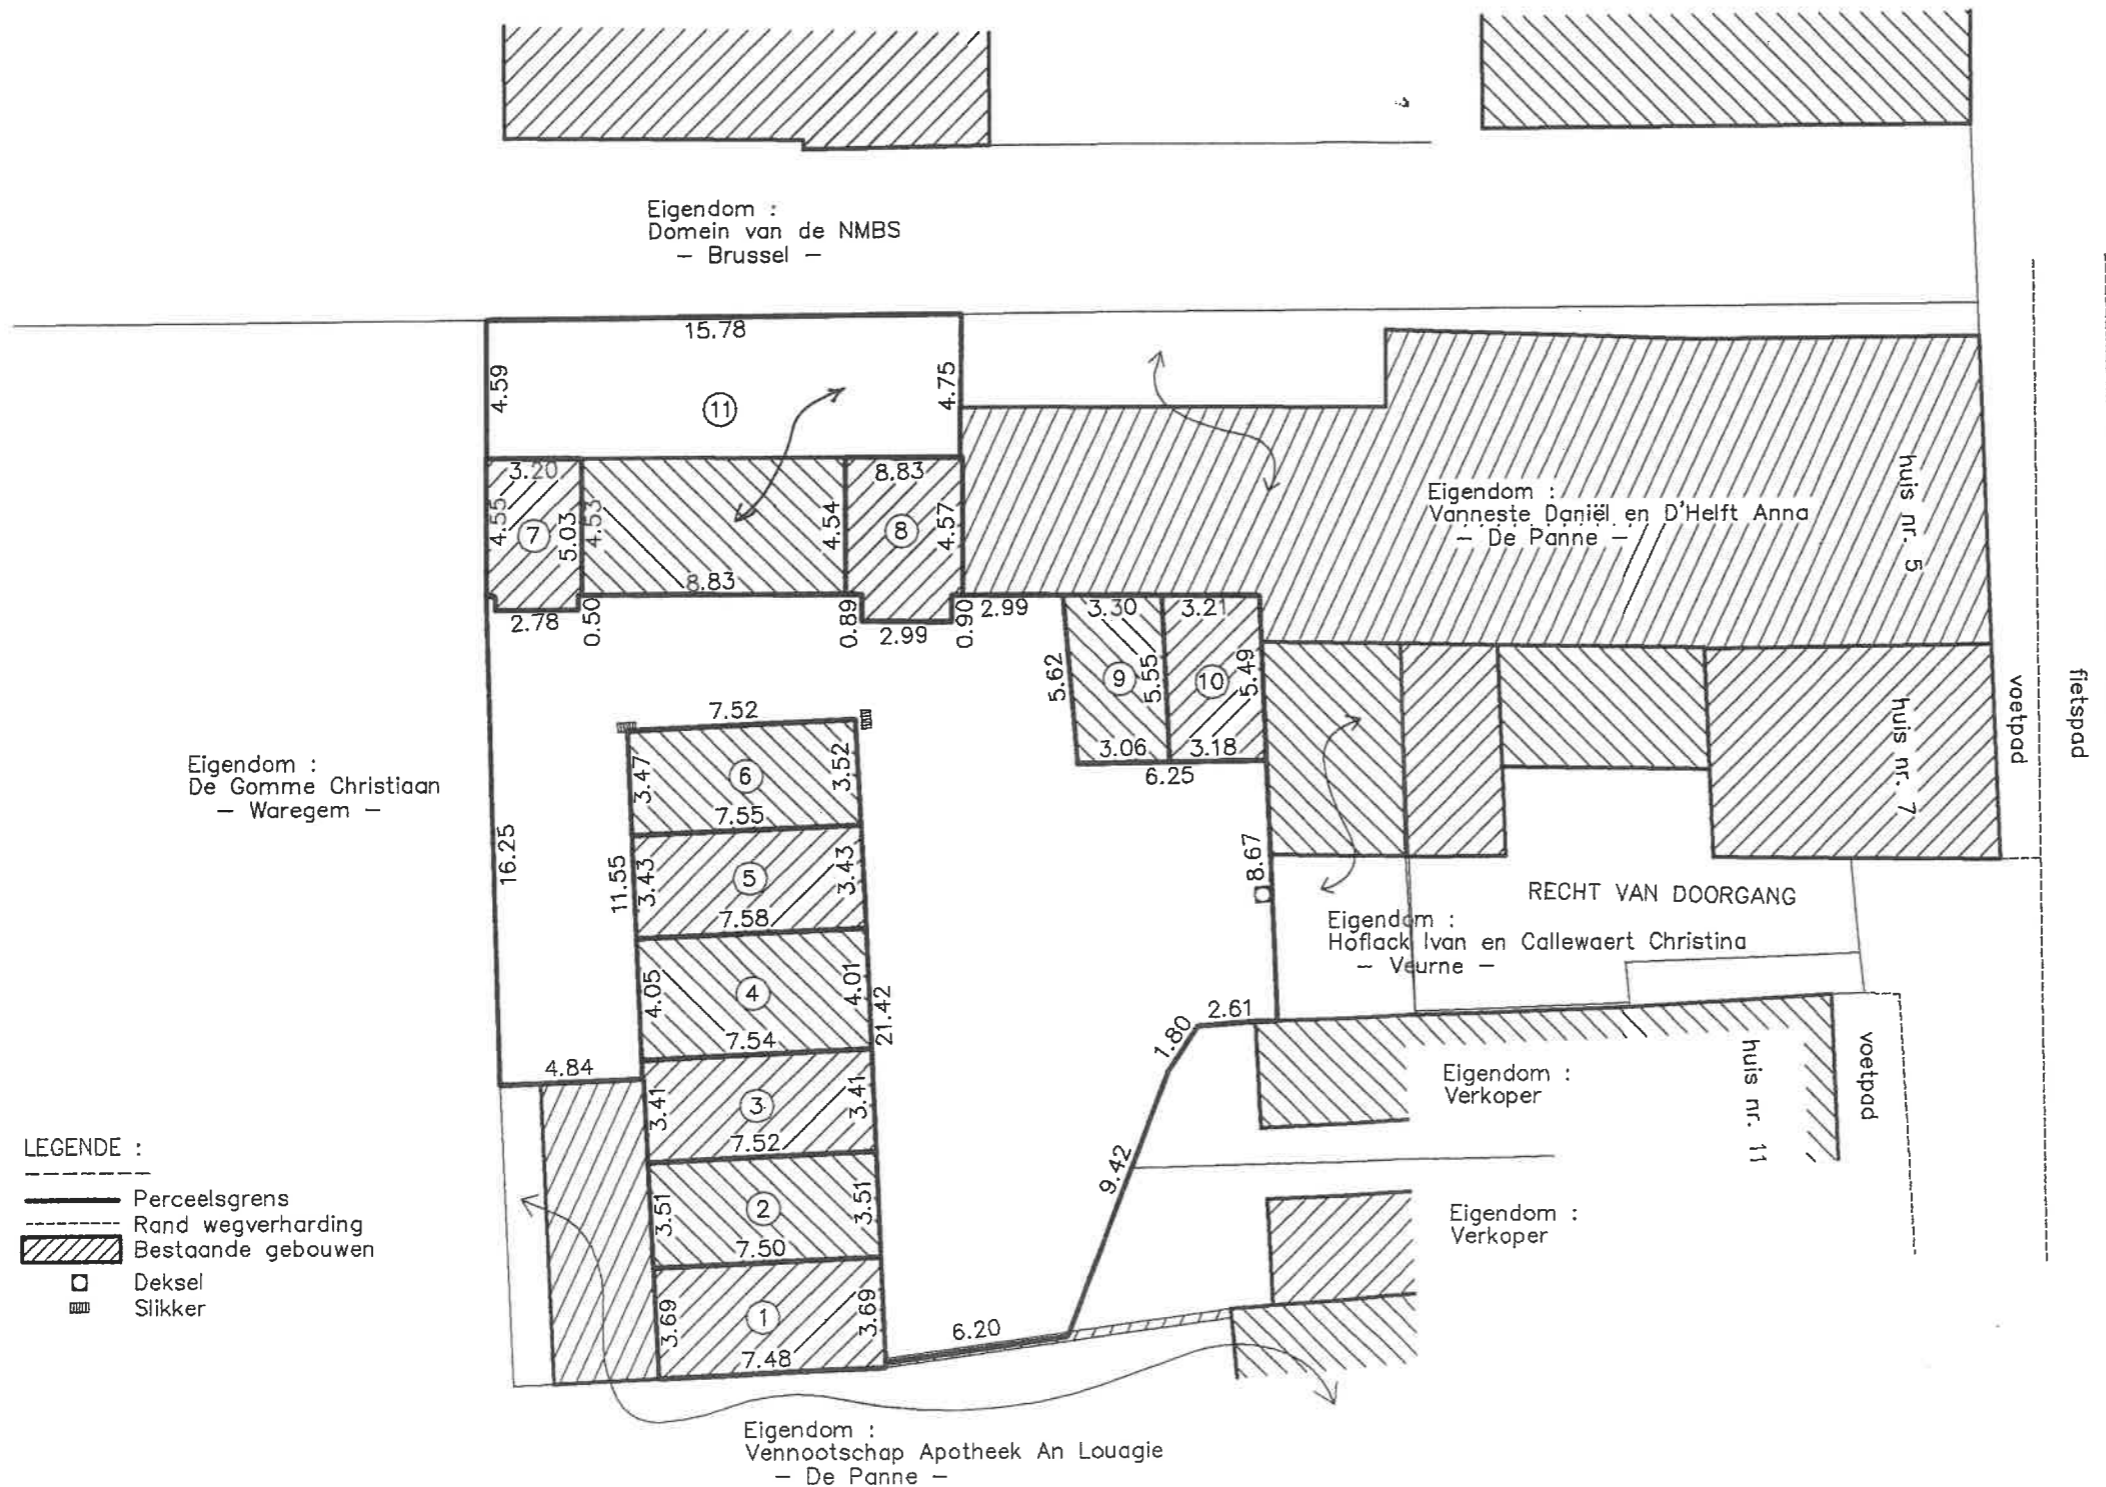 Eigendom :
Domein van de NMBS
– Brussel –
15.78
4.59
4.75
11
3.20
8.83
4.55
7
5.03
4.53
4.54
8
4.57
8.83
2.78
0.50
0.89
2.99
0.90
2.99
Eigendom :
Vanneste Daniël en D'Helft Anna
– De Panne –
huis nr. 5
3.30
3.21
5.62
9
5.55
10
5.49
3.06
3.18
6.25
huis nr. 7
voetpad
fietspad
7.52
Eigendom :
De Gomme Christiaan
– Waregem –
3.47
6
3.52
7.55
16.25
11.55
3.43
5
3.43
7.58
8.67
RECHT VAN DOORGANG
Eigendom :
Hoflack Ivan en Callewaert Christina
– Veurne –
4.05
4
4.01
7.54
21.42
2.61
1.80
4.84
3.41
3
3.41
7.52
Eigendom :
Verkoper
huis nr. 11
voetpad
9.42
3.51
2
3.51
7.50
Eigendom :
Verkoper
LEGENDE :
Perceelsgrens
Rand wegverharding
Bestaande gebouwen
Deksel
Slikker
3.69
1
3.69
7.48
6.20
Eigendom :
Vennootschap Apotheek An Louagie
– De Panne –